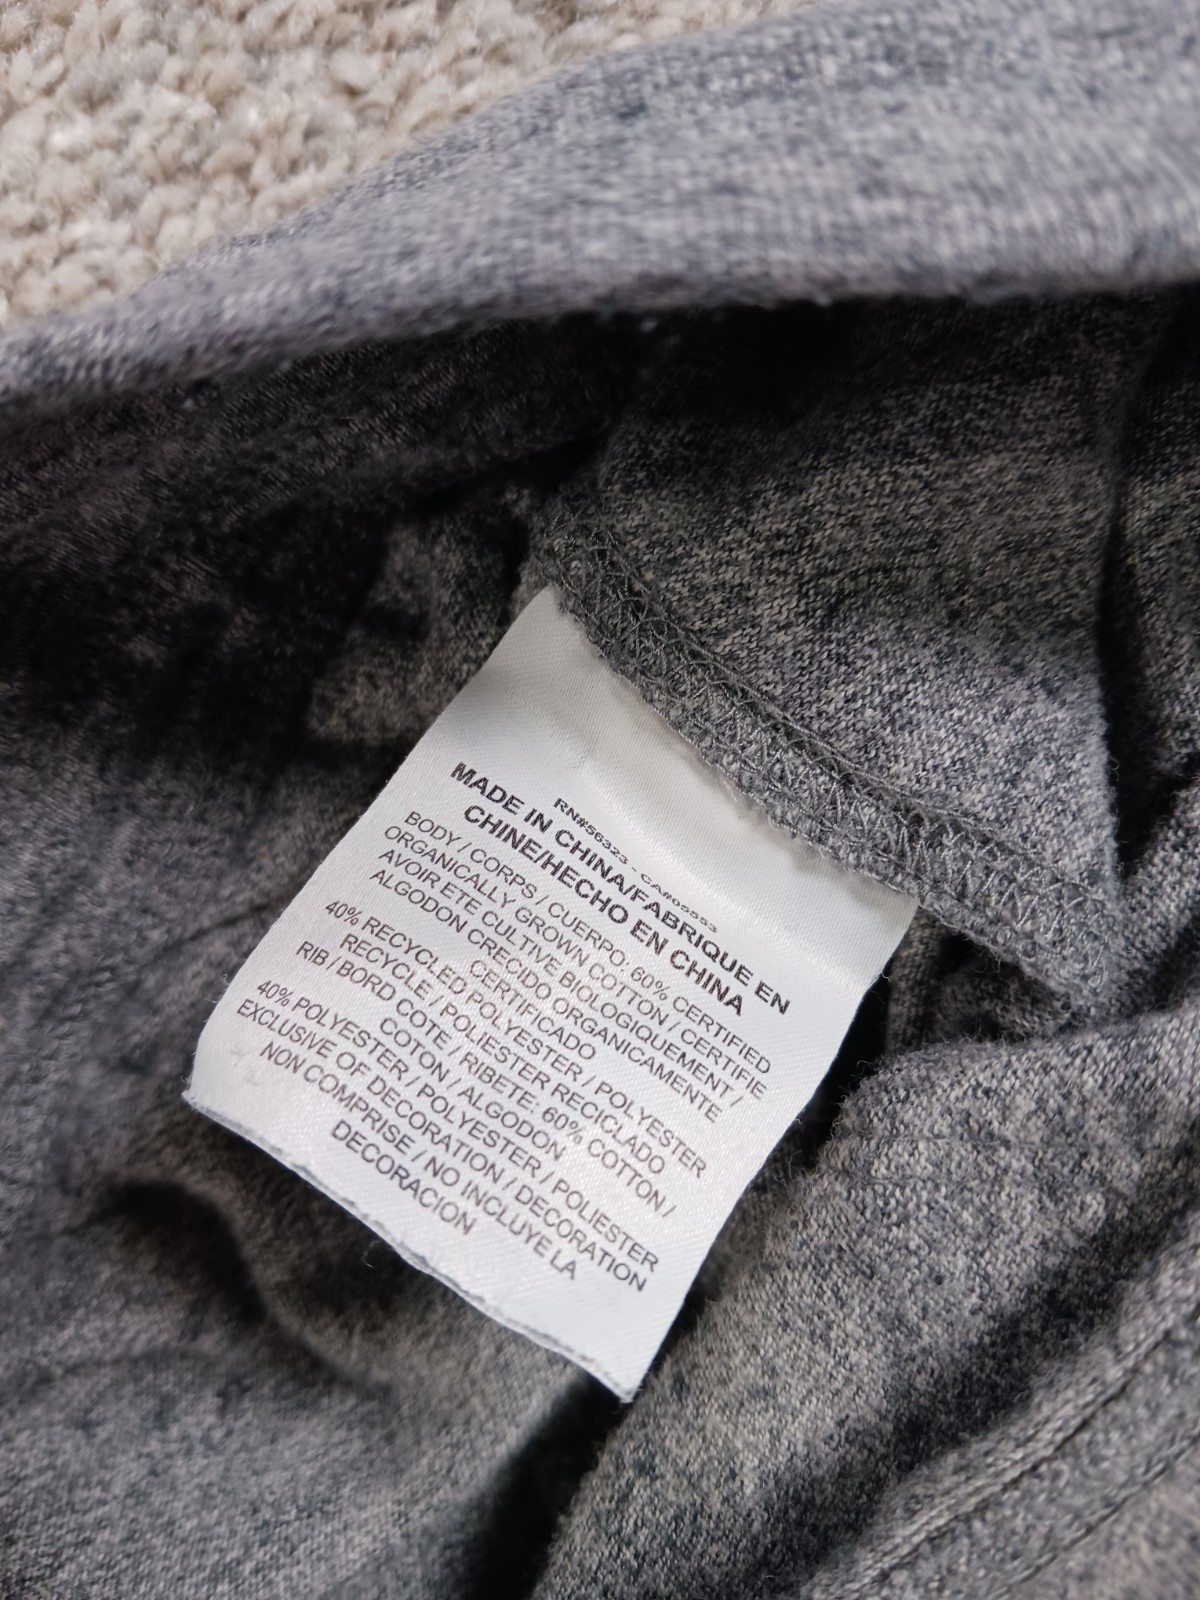 RN#56323 - CA#05553
MADE IN CHINA/FABRIQUE EN
CHINE/HECHO EN CHINA
BODY / CORPS / CUERPO: 60% CERTIFIED
ORGANICALLY GROWN COTTON / CERTIFIE
AVOIR ETE CULTIVE BIOLOGIQUEMENT /
ALGODON CRECIDO ORGANICAMENTE
CERTIFICADO
40% RECYCLED POLYESTER / POLYESTER
RECYCLE / POLIESTER RECICLADO
RIB / BORD COTE / RIBETE: 60% COTTON /
COTON / ALGODON
40% POLYESTER / POLYESTER / POLIESTER
EXCLUSIVE OF DECORATION / DECORATION
NON COMPRISE / NO INCLUYE LA
DECORACION